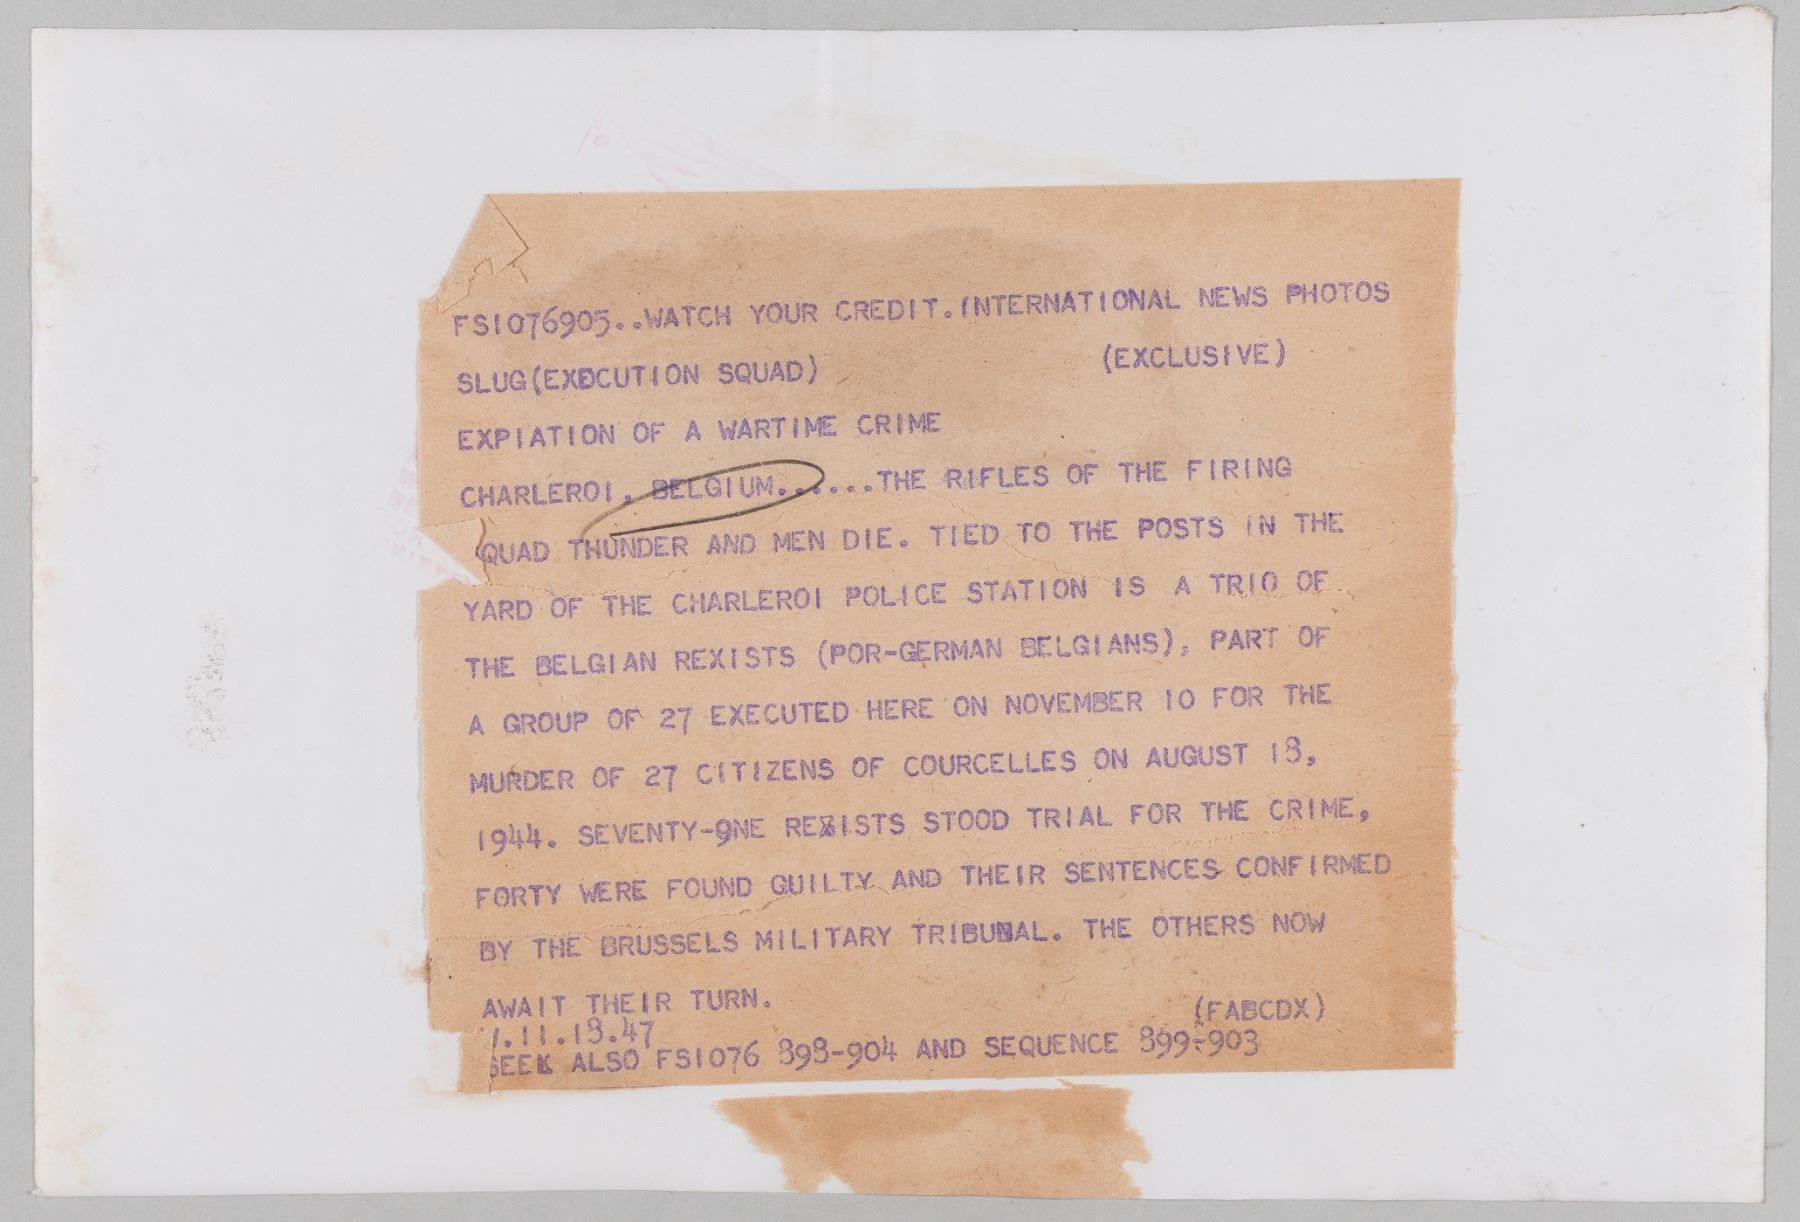 FS1076905..WATCH YOUR CREDIT.INTERNATIONAL NEWS PHOTOS
SLUG(EXECUTION SQUAD) (EXCLUSIVE)
EXPIATION OF A WARTIME CRIME
CHARLEROI, BELGIUM.......THE RIFLES OF THE FIRING
SQUAD THUNDER AND MEN DIE. TIED TO THE POSTS IN THE
YARD OF THE CHARLEROI POLICE STATION IS A TRIO OF
THE BELGIAN REXISTS (POR-GERMAN BELGIANS), PART OF
A GROUP OF 27 EXECUTED HERE ON NOVEMBER 10 FOR THE
MURDER OF 27 CITIZENS OF COURCELLES ON AUGUST 18,
1944. SEVENTY-ONE REXISTS STOOD TRIAL FOR THE CRIME,
FORTY WERE FOUND GUILTY AND THEIR SENTENCES CONFIRMED
BY THE BRUSSELS MILITARY TRIBUNAL. THE OTHERS NOW
AWAIT THEIR TURN. (FABCDX)
.11.18.47
SEEE ALSO FS1076 898-904 AND SEQUENCE 899-903